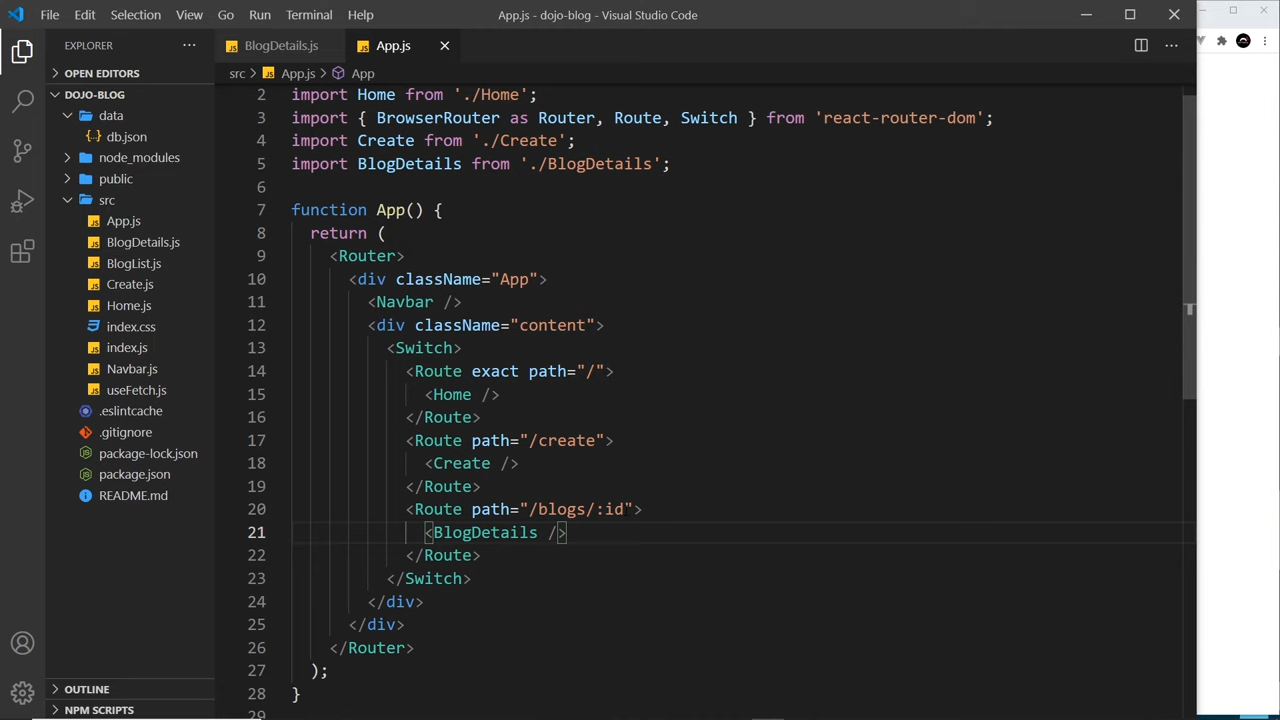 File Edit Selection View Go Run Terminal Help App.js - dojo-blog - Visual Studio Code
EXPLORER
BlogDetails.js App.js
OPEN EDITORS
src > App.js > App
DOJO-BLOG
data
db.json
node_modules
public
src
App.js
BlogDetails.js
BlogList.js
Create.js
Home.js
index.css
index.js
Navbar.js
useFetch.js
.eslintcache
.gitignore
package-lock.json
package.json
README.md
OUTLINE
NPM SCRIPTS
2 import Home from './Home';
3 import { BrowserRouter as Router, Route, Switch } from 'react-router-dom';
4 import Create from './Create';
5 import BlogDetails from './BlogDetails';
6
7 function App() {
8 return (
9 <Router>
10 <div className="App">
11 <Navbar />
12 <div className="content">
13 <Switch>
14 <Route exact path="/">
15 <Home />
16 </Route>
17 <Route path="/create">
18 <Create />
19 </Route>
20 <Route path="/blogs/:id">
21 <BlogDetails />
22 </Route>
23 </Switch>
24 </div>
25 </div>
26 </Router>
27 );
28 }
29